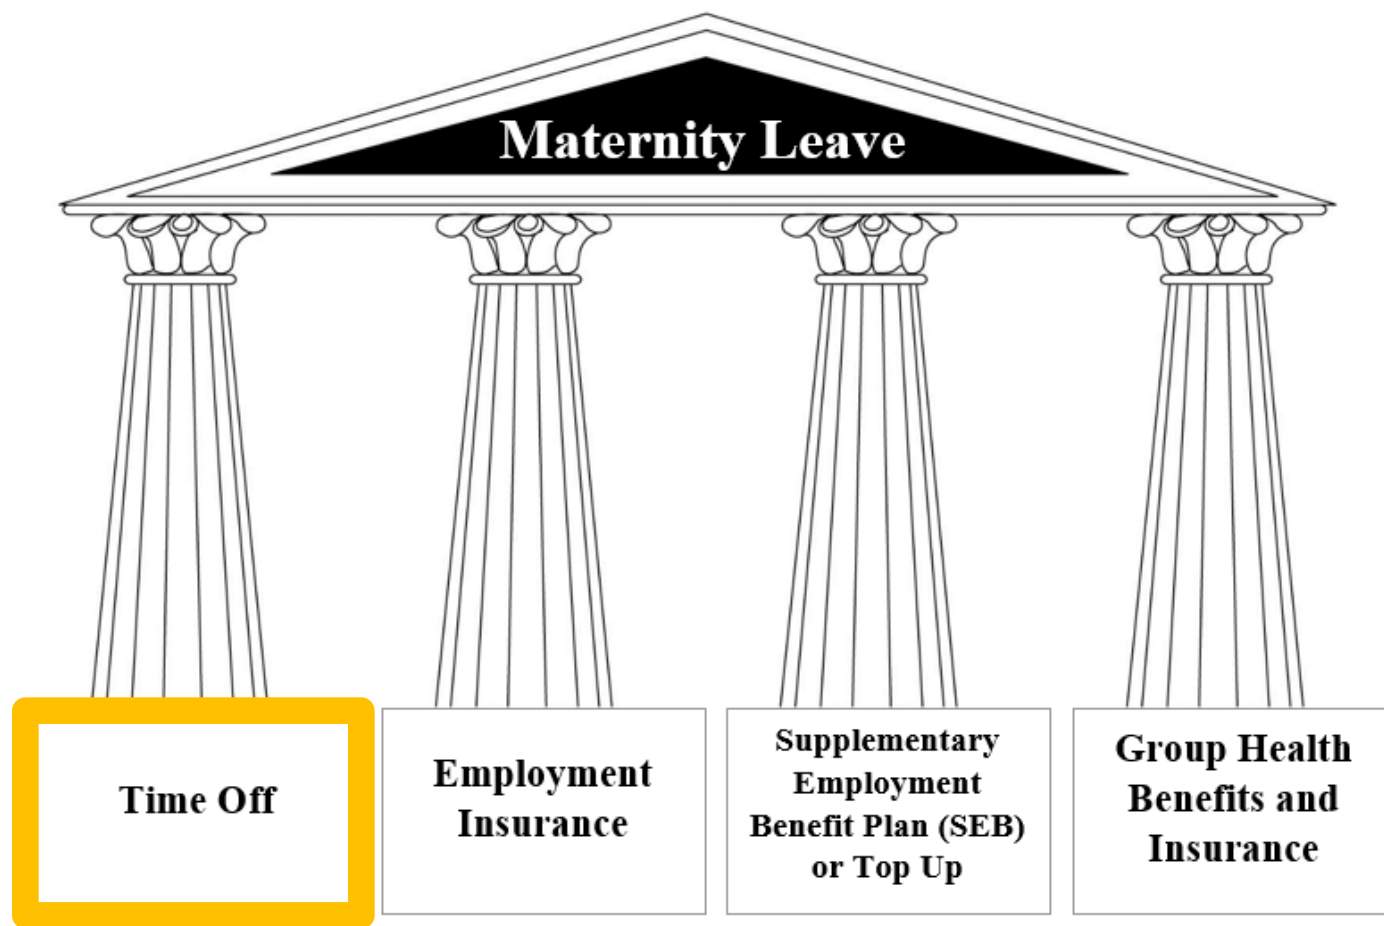 Maternity Leave
Time Off
Employment
Insurance
Supplementary
Employment
Benefit Plan (SEB)
or Top Up
Group Health
Benefits and
Insurance